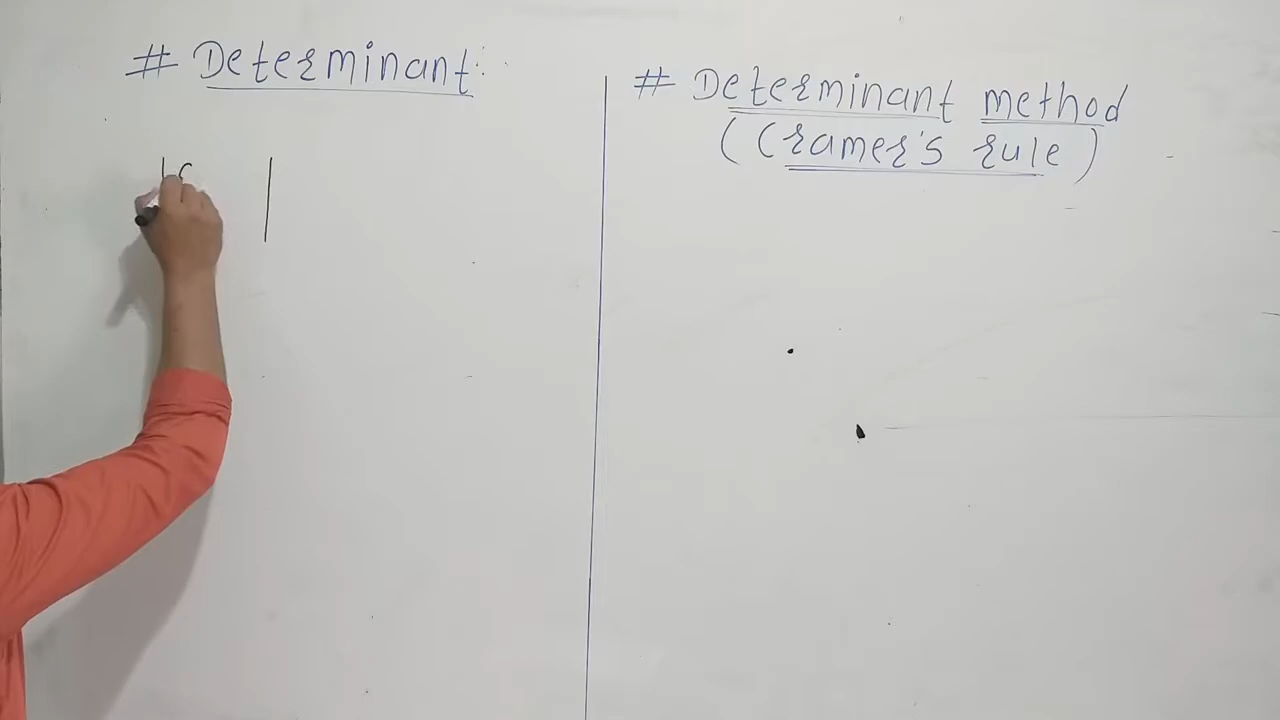 # Determinant:
# Determinant method
(Cramer's rule)